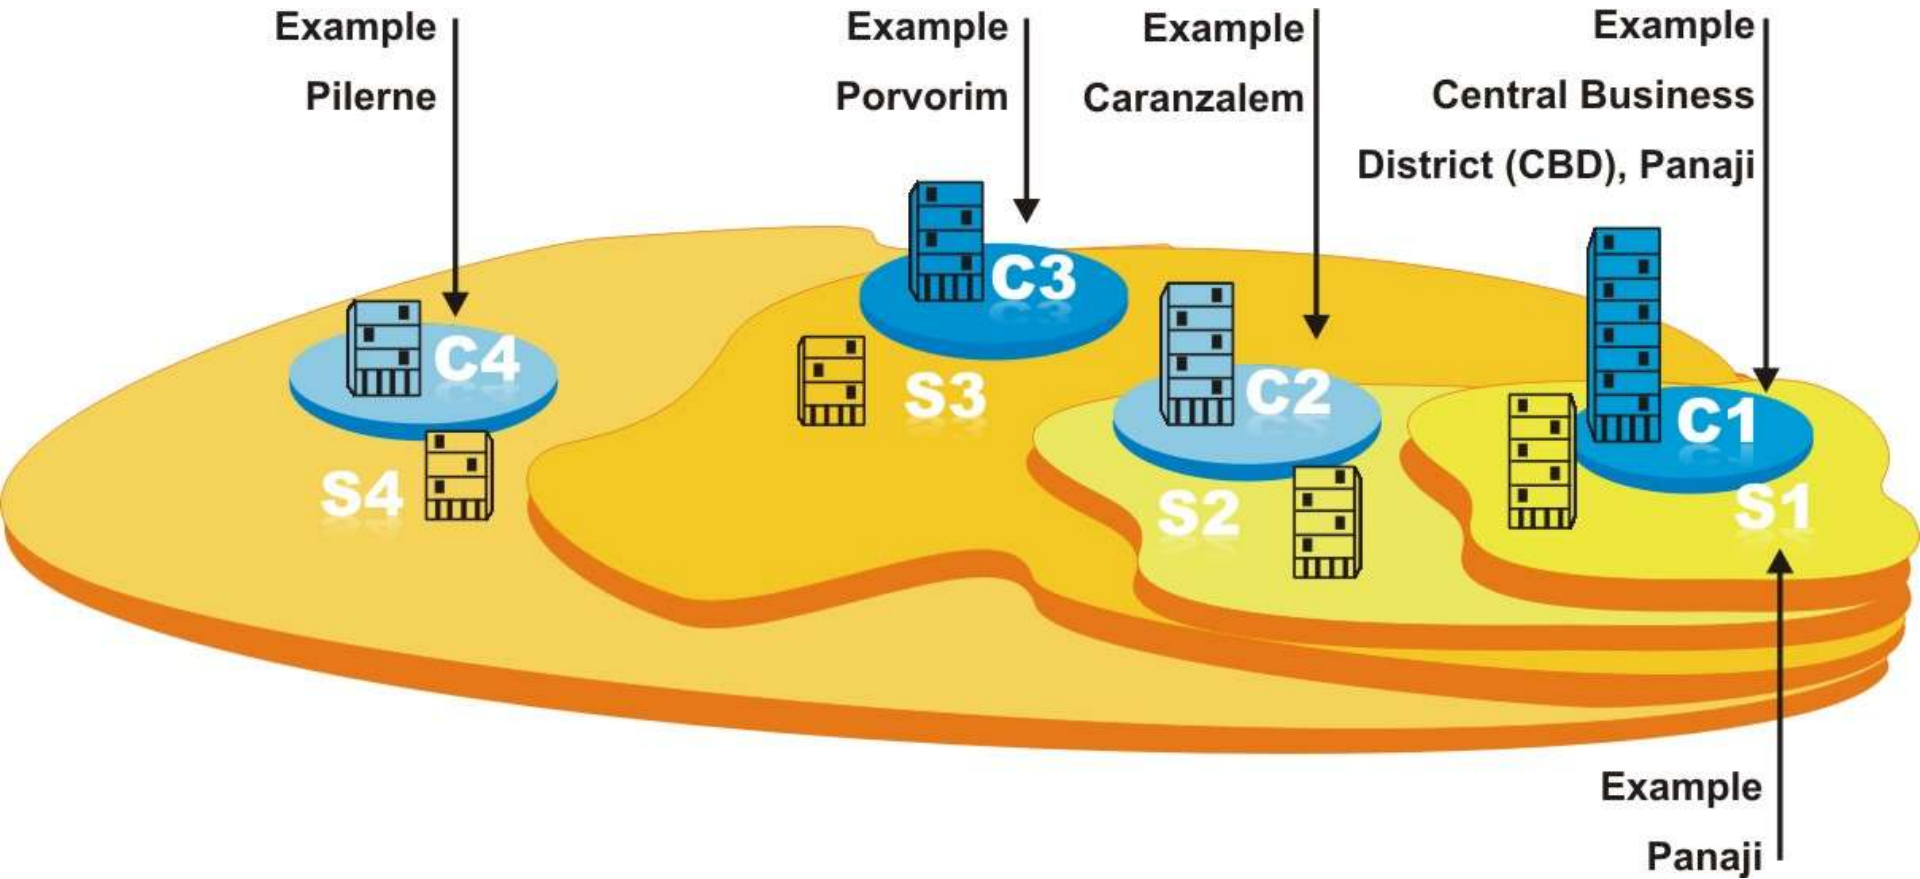 Example
Pilerne
Example
Porvorim
Example
Caranzalem
Example
Central Business
District (CBD), Panaji
C3
C4
S3
C2
C1
S4
S2
S1
Example
Panaji